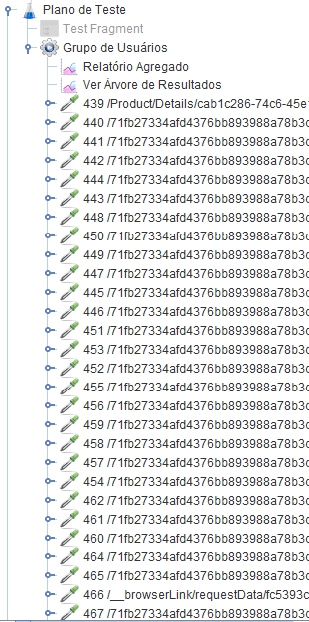 Plano de Teste
Test Fragment
Grupo de Usuários
Relatório Agregado
Ver Árvore de Resultados
439 /Product/Details/cab1c286-74c6-45e1
440 /71fb27334afd4376bb893988a78b3c
441 /71fb27334afd4376bb893988a78b3c
442 /71fb27334afd4376bb893988a78b3c
444 /71fb27334afd4376bb893988a78b3c
443 /71fb27334afd4376bb893988a78b3c
448 /71fb27334afd4376bb893988a78b3c
450 /71fb27334afd4376bb893988a78b3c
449 /71fb27334afd4376bb893988a78b3c
447 /71fb27334afd4376bb893988a78b3c
445 /71fb27334afd4376bb893988a78b3c
446 /71fb27334afd4376bb893988a78b3c
451 /71fb27334afd4376bb893988a78b3c
453 /71fb27334afd4376bb893988a78b3c
452 /71fb27334afd4376bb893988a78b3c
455 /71fb27334afd4376bb893988a78b3c
456 /71fb27334afd4376bb893988a78b3c
459 /71fb27334afd4376bb893988a78b3c
458 /71fb27334afd4376bb893988a78b3c
457 /71fb27334afd4376bb893988a78b3c
454 /71fb27334afd4376bb893988a78b3c
462 /71fb27334afd4376bb893988a78b3c
461 /71fb27334afd4376bb893988a78b3c
460 /71fb27334afd4376bb893988a78b3c
464 /71fb27334afd4376bb893988a78b3c
465 /71fb27334afd4376bb893988a78b3c
466 /__browserLink/requestData/fc5393c
467 /71fb27334afd4376bb893988a78b3c